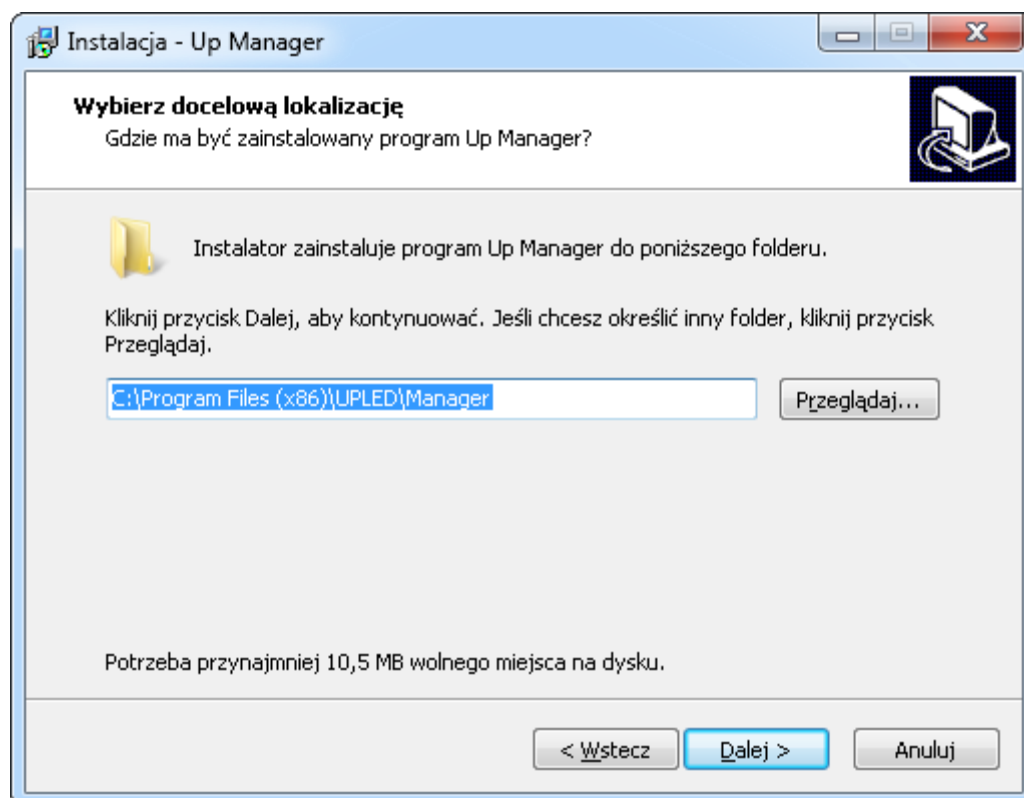 Instalacja - Up Manager
Wybierz docelową lokalizację
Gdzie ma być zainstalowany program Up Manager?
Instalator zainstaluje program Up Manager do poniższego folderu.
Kliknij przycisk Dalej, aby kontynuować. Jeśli chcesz określić inny folder, kliknij przycisk
Przeglądaj.
C:\Program Files (x86)\UPLED\Manager
Przeglądaj...
Potrzeba przynajmniej 10,5 MB wolnego miejsca na dysku.
< Wstecz
Dalej >
Anuluj